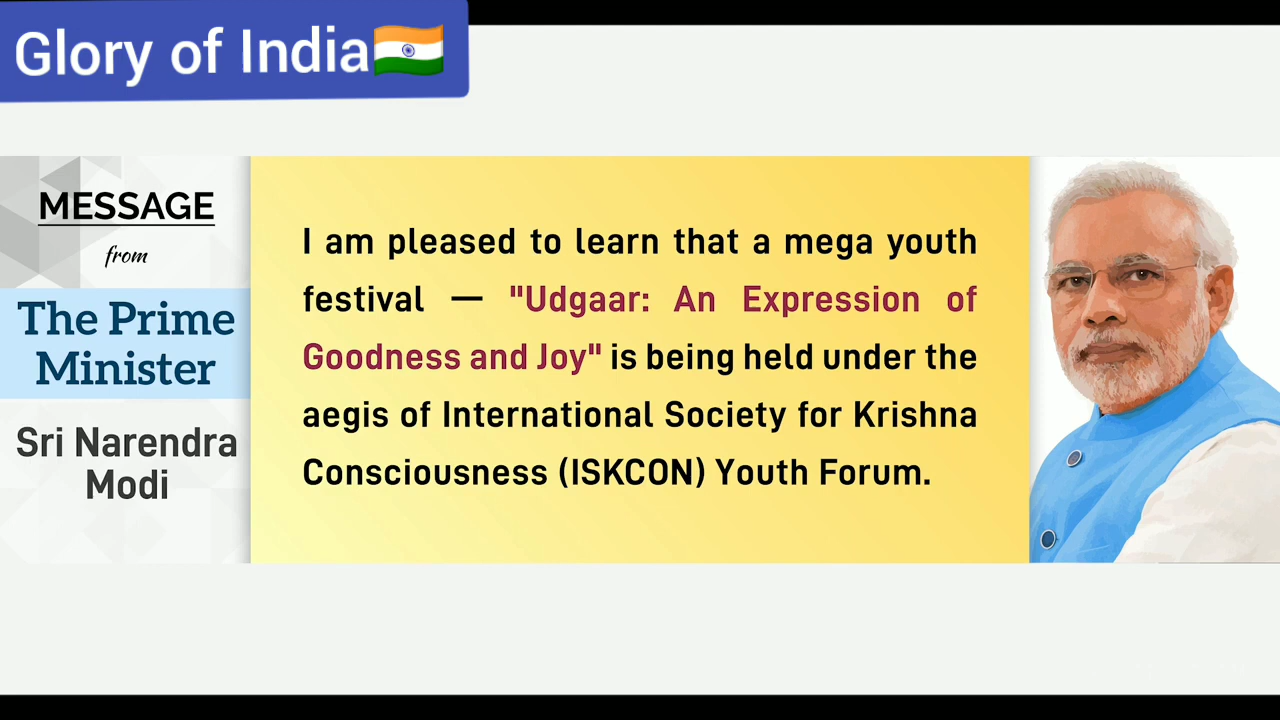 Glory of India🇮🇳
MESSAGE
from
The Prime
Minister
Sri Narendra
Modi
I am pleased to learn that a mega youth
festival — "Udgaar: An Expression of
Goodness and Joy" is being held under the
aegis of International Society for Krishna
Consciousness (ISKCON) Youth Forum.